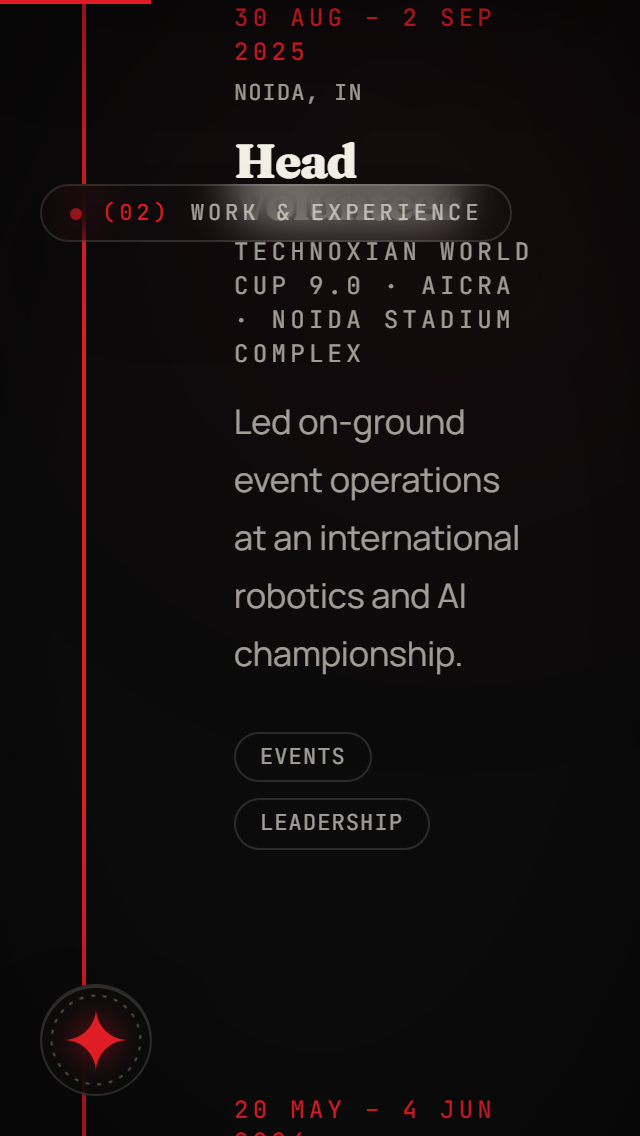 30 AUG – 2 SEP
2025
NOIDA, IN
Head
(02) WORK & EXPERIENCE
TECHNOXIAN WORLD
CUP 9.0 · AICRA
· NOIDA STADIUM
COMPLEX
Led on-ground
event operations
at an international
robotics and AI
championship.
EVENTS
LEADERSHIP
20 MAY – 4 JUN